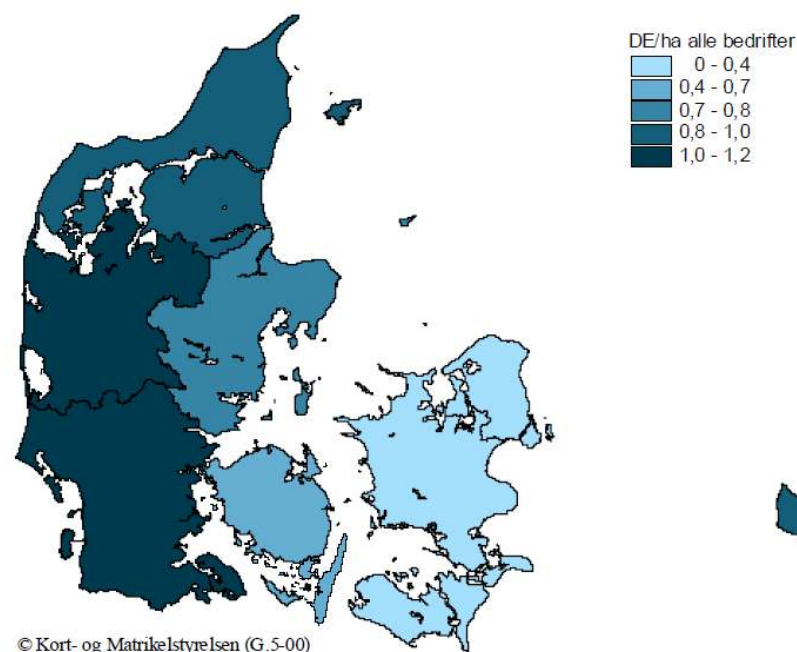 DE/ha alle bedrifter
0 - 0,4
0,4 - 0,7
0,7 - 0,8
0,8 - 1,0
1,0 - 1,2
© Kort- og Matrikelstyrelsen (G.5-00)